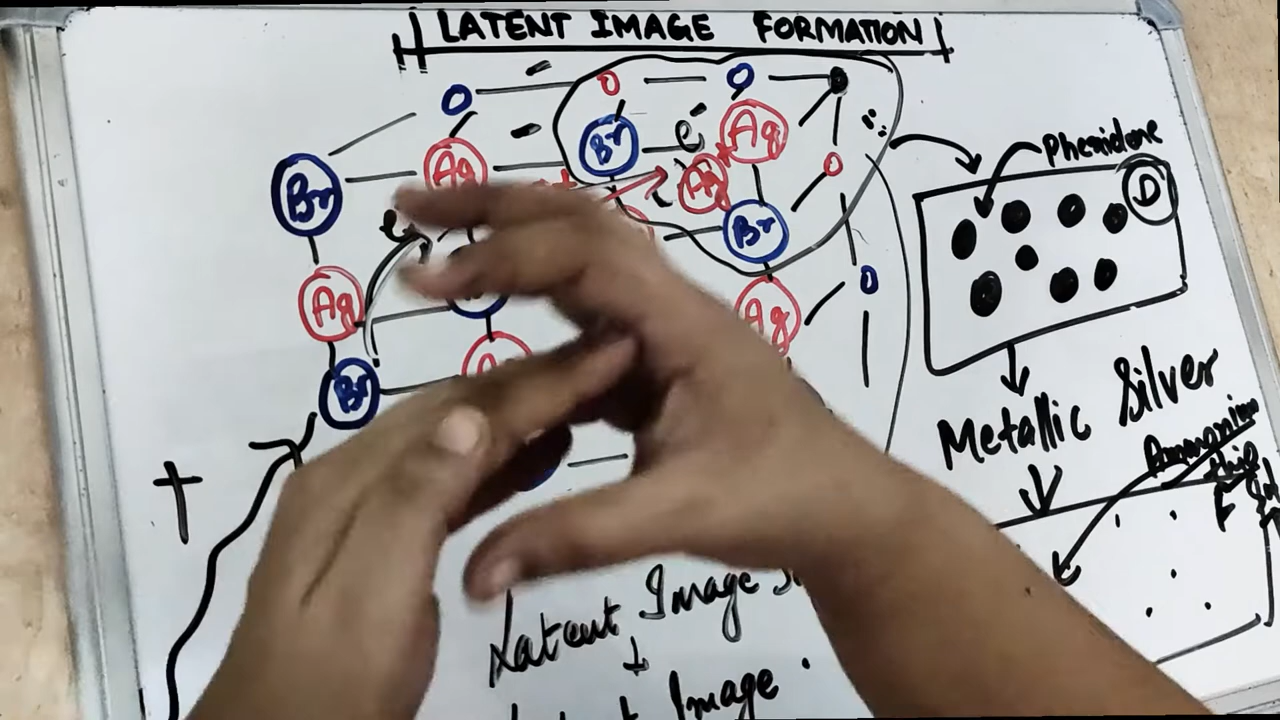 LATENT IMAGE FORMATION
Br
Ag
Br
Ag
Ag
Br
Ag
Br
Ag
e
e
Ag
Phenidone
D
Metallic Silver
Latent Image
Image